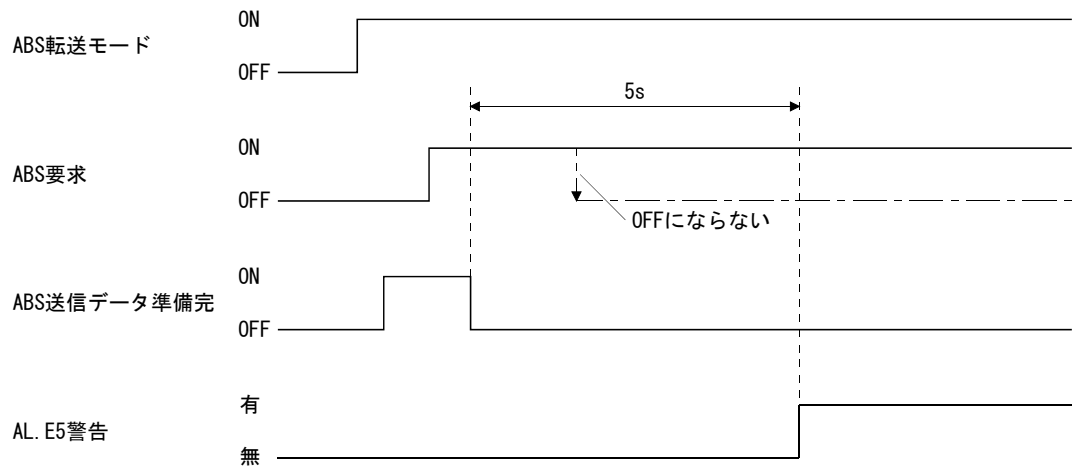 ON
ABS転送モード
OFF
5s
ON
ABS要求
OFF
OFFにならない
ON
ABS送信データ準備完
OFF
有
AL.E5警告
無